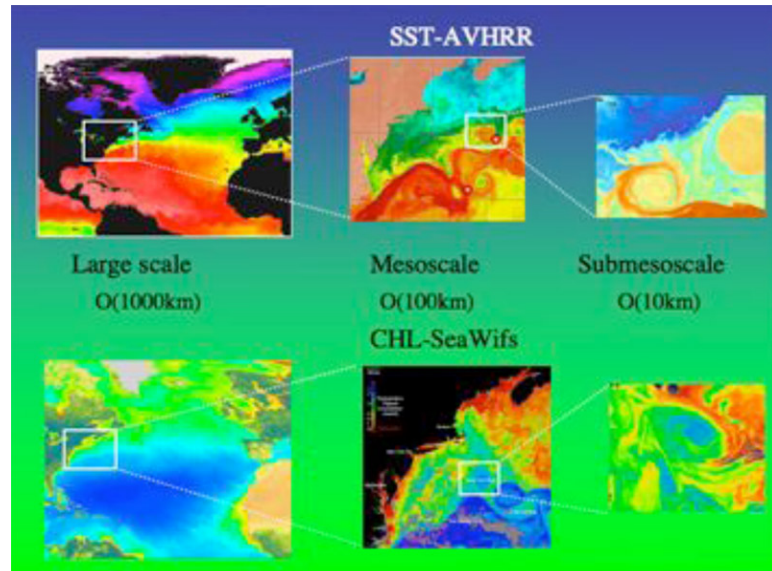 SST-AVHRR
Large scale
Mesoscale
Submesoscale
O(1000km)
O(100km)
O(10km)
CHL-SeaWifs